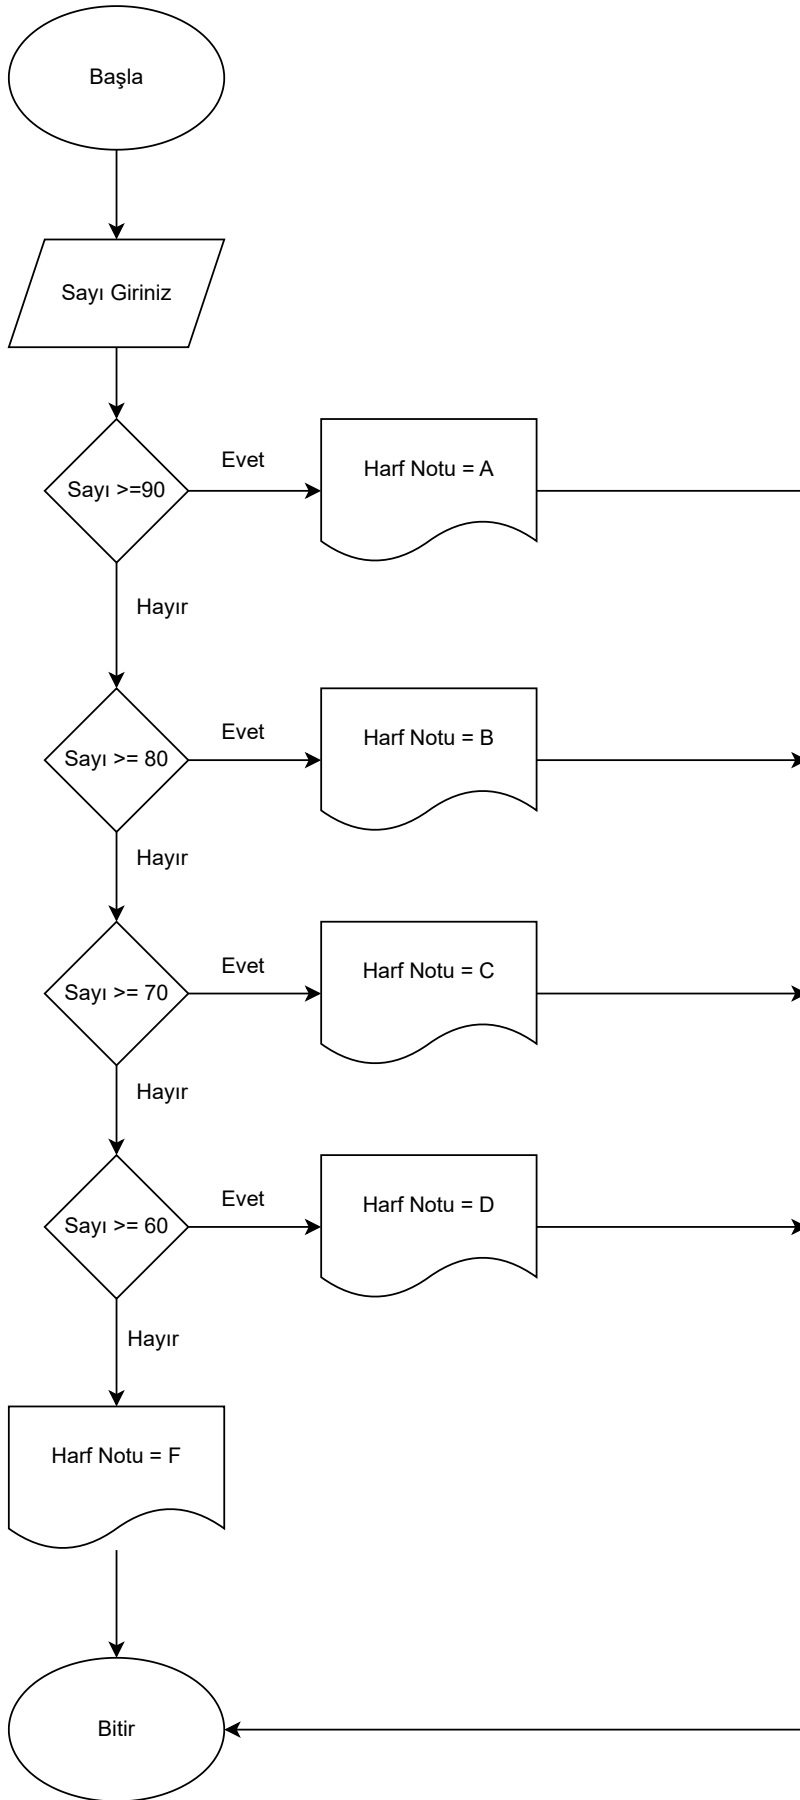 Başla
Sayı Giriniz
Sayı >=90
Evet
Harf Notu = A
Hayır
Sayı >= 80
Evet
Harf Notu = B
Hayır
Sayı >= 70
Evet
Harf Notu = C
Hayır
Sayı >= 60
Evet
Harf Notu = D
Hayır
Harf Notu = F
Bitir